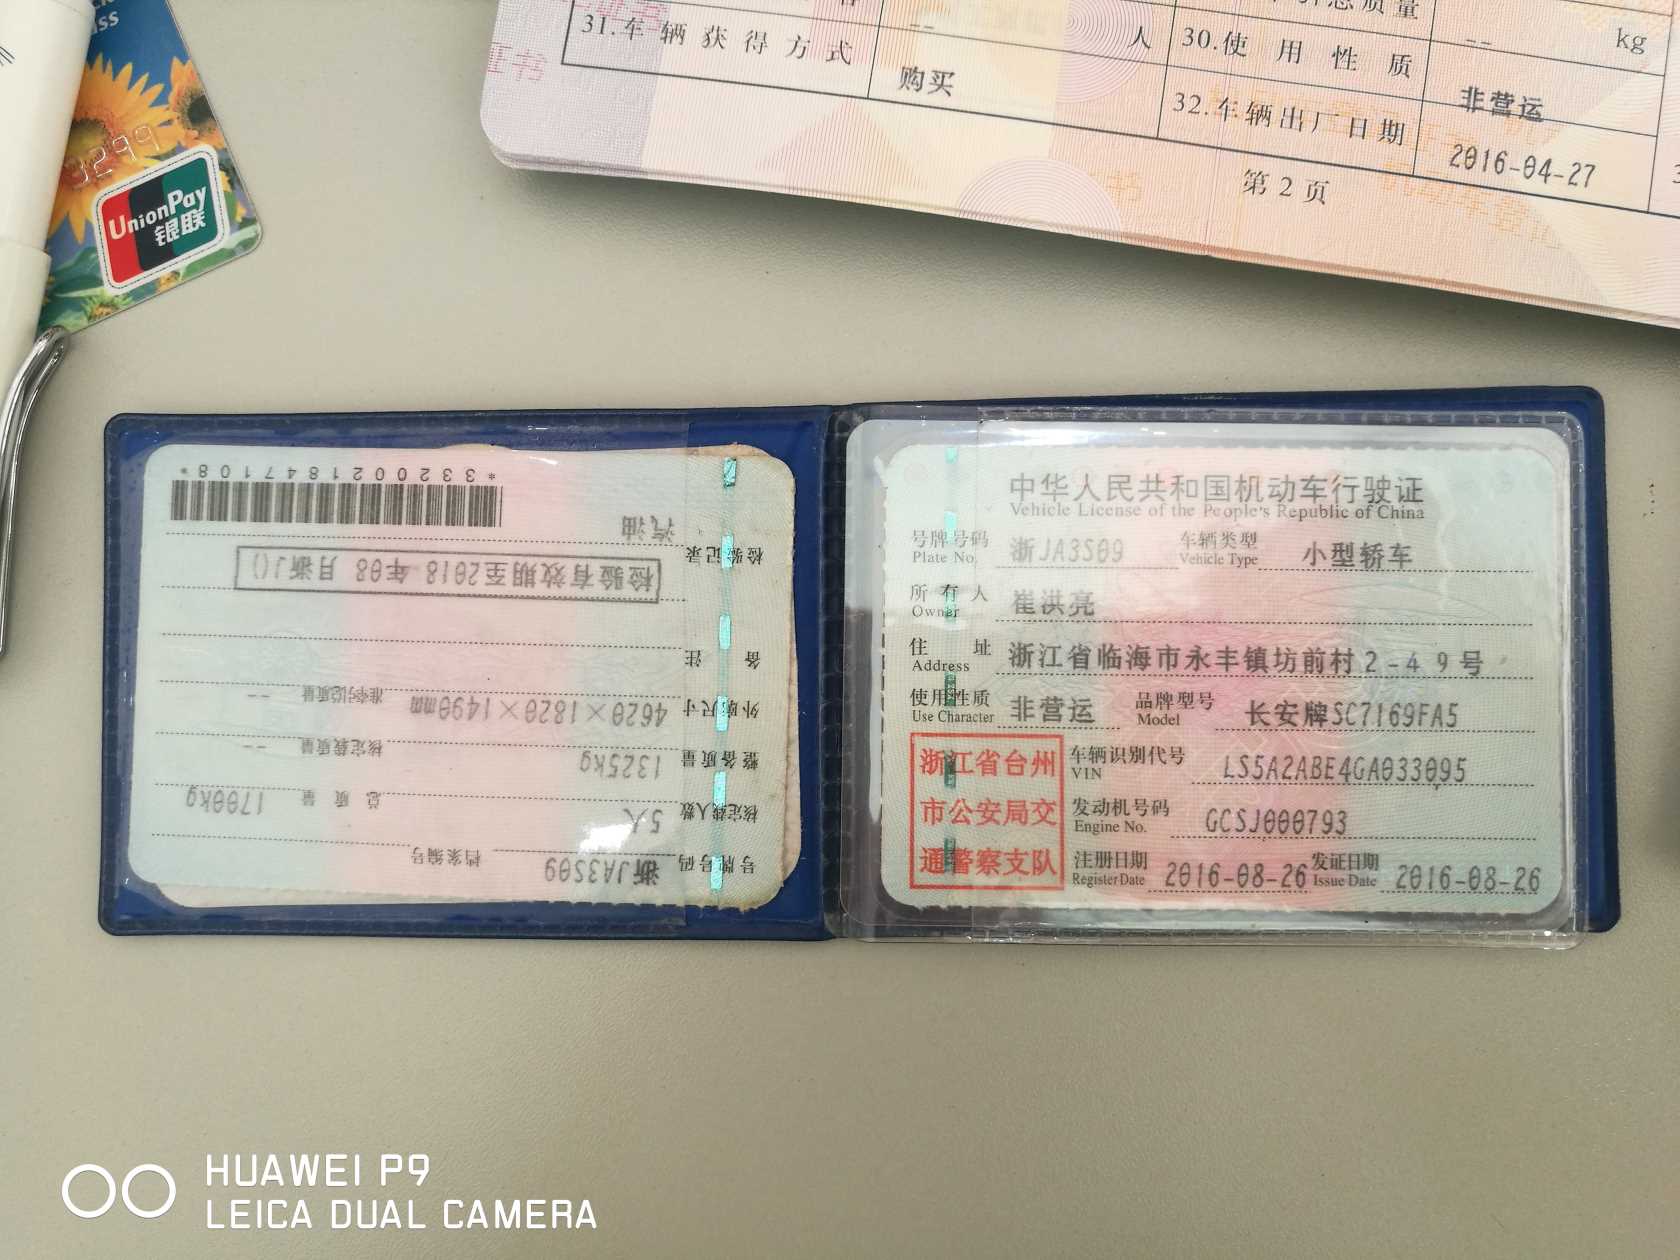 31.车辆获得方式
购买
--
人
30.使用性质
非营运
--
kg
32.车辆出厂日期
2016-04-27
第 2 页
证书
3299
UnionPay
银联
中华人民共和国机动车行驶证
Vehicle License of the People's Republic of China
号牌号码 浙JA3S09 车辆类型 小型轿车
Plate No. Vehicle Type
所有人 崔洪亮
Owner
住址 浙江省临海市永丰镇坊前村2-49号
Address
使用性质 非营运 品牌型号 长安牌SC7169FA5
Use Character Model
浙江省台州
市公安局交
通警察支队
车辆识别代号 LS5A2ABE4GA033095
VIN
发动机号码 GCSJ000793
Engine No.
注册日期 2016-08-26 发证日期 2016-08-26
Register Date Issue Date
号牌号码 浙JA3S09 档案编号
核定载人数 5人 总质量 1700kg
整备质量 1325kg 核定载质量 --
外廓尺寸 4620×1820×1490mm 准牵引总质量 --
备注
检验有效期至2018年08月浙J()
检验记录
汽油
*3320021847108*
HUAWEI P9
LEICA DUAL CAMERA